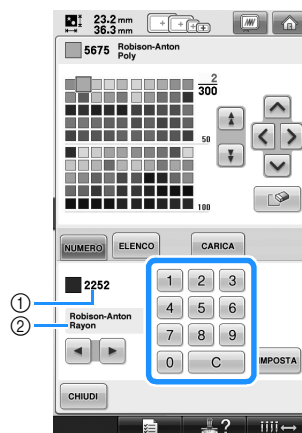 23.2 mm
36.3 mm
5675 Robison-Anton
Poly
2
300
50
100
NUMERO ELENCO CARICA
① 2252
② Robison-Anton
Rayon
1 2 3
4 5 6
7 8 9
0 C
IMPOSTA
CHIUDI
?